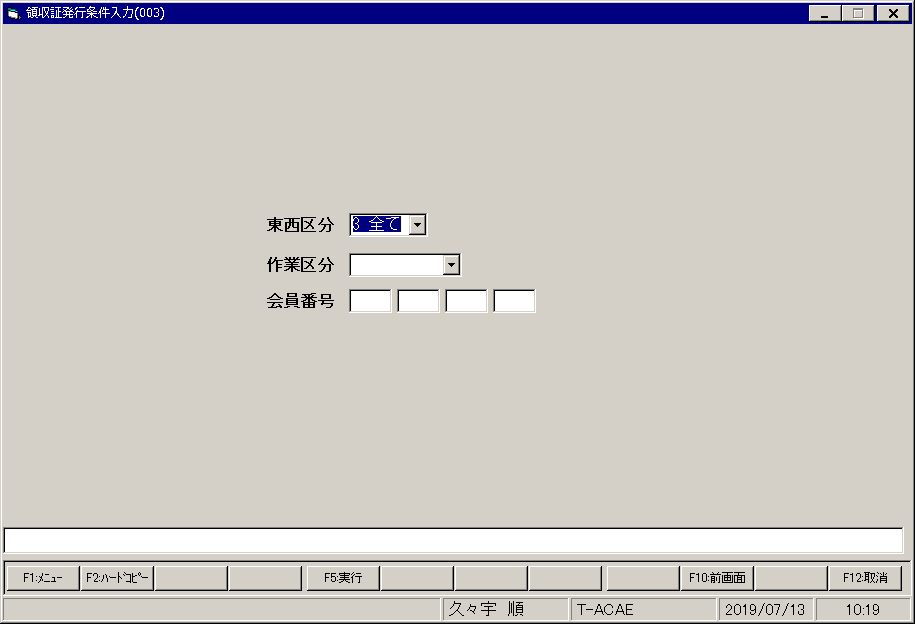 領収証発行条件入力(003)
東西区分 3 全て
作業区分
会員番号
F1:ﾒﾆｭｰ F2:ﾊｰﾄﾞｺﾋﾟｰ F5:実行 F10:前画面 F12:取消
久々宇 順 T-ACAE 2019/07/13 10:19